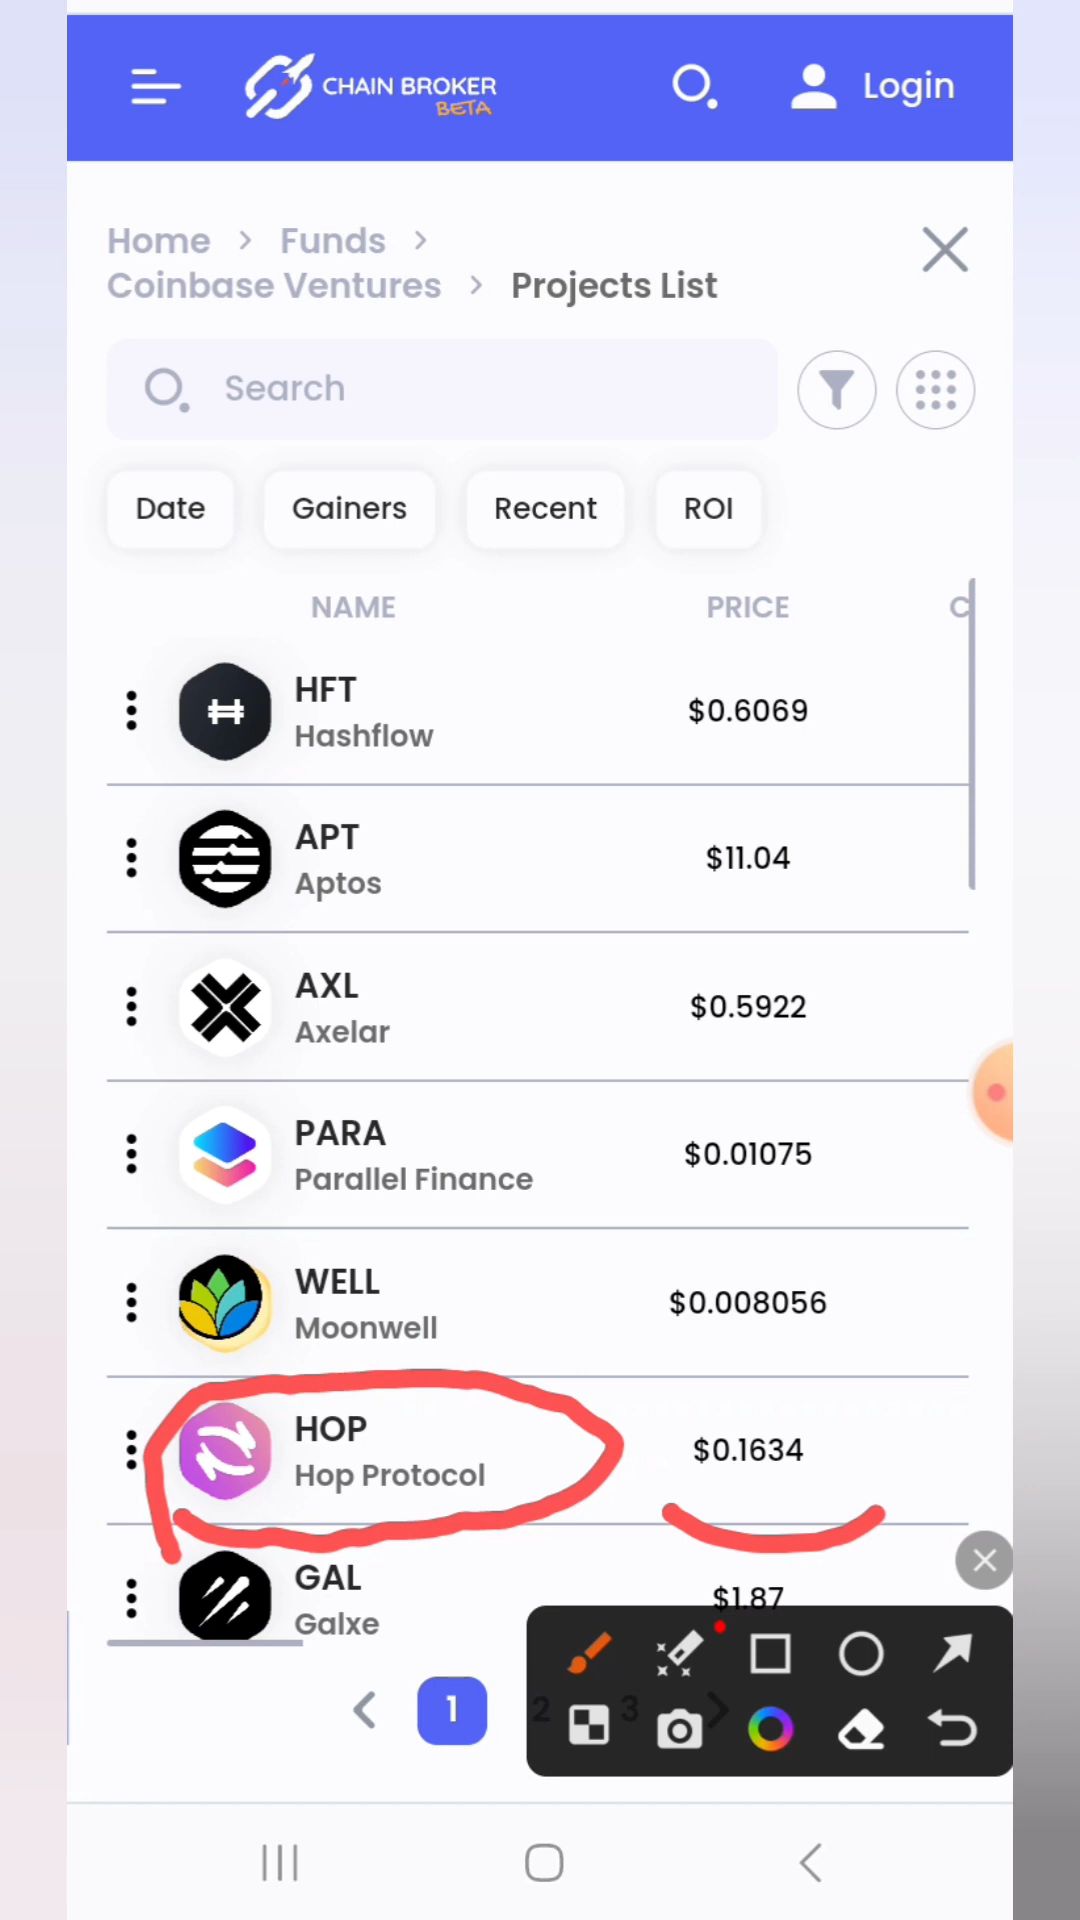 CHAIN BROKER
BETA
Login
Home > Funds >
Coinbase Ventures > Projects List
Search
Date Gainers Recent ROI
NAME PRICE C
HFT
Hashflow
$0.6069
APT
Aptos
$11.04
AXL
Axelar
$0.5922
PARA
Parallel Finance
$0.01075
WELL
Moonwell
$0.008056
HOP
Hop Protocol
$0.1634
GAL
Galxe
$1.87
1 2 3